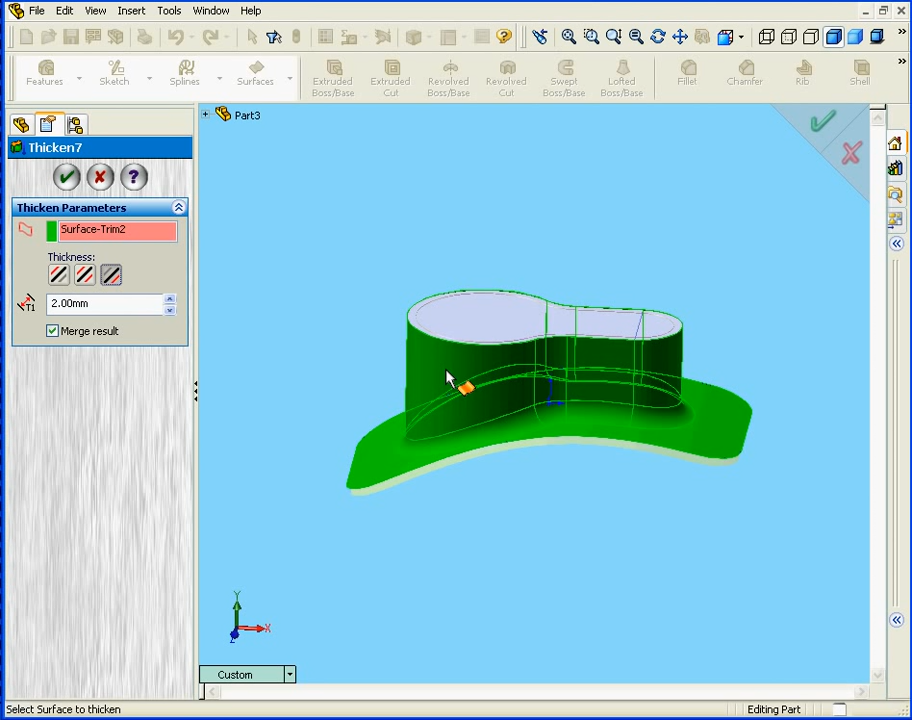 File Edit View Insert Tools Window Help
Features Sketch Splines Surfaces Extruded Boss/Base Extruded Cut Revolved Boss/Base Revolved Cut Swept Boss/Base Lofted Boss/Base Fillet Chamfer Rib Shell
Part3
Thicken7
?
Thicken Parameters
Surface-Trim2
Thickness:
T1 2.00mm
Merge result
Y
X
Z
Custom
Select Surface to thicken Editing Part